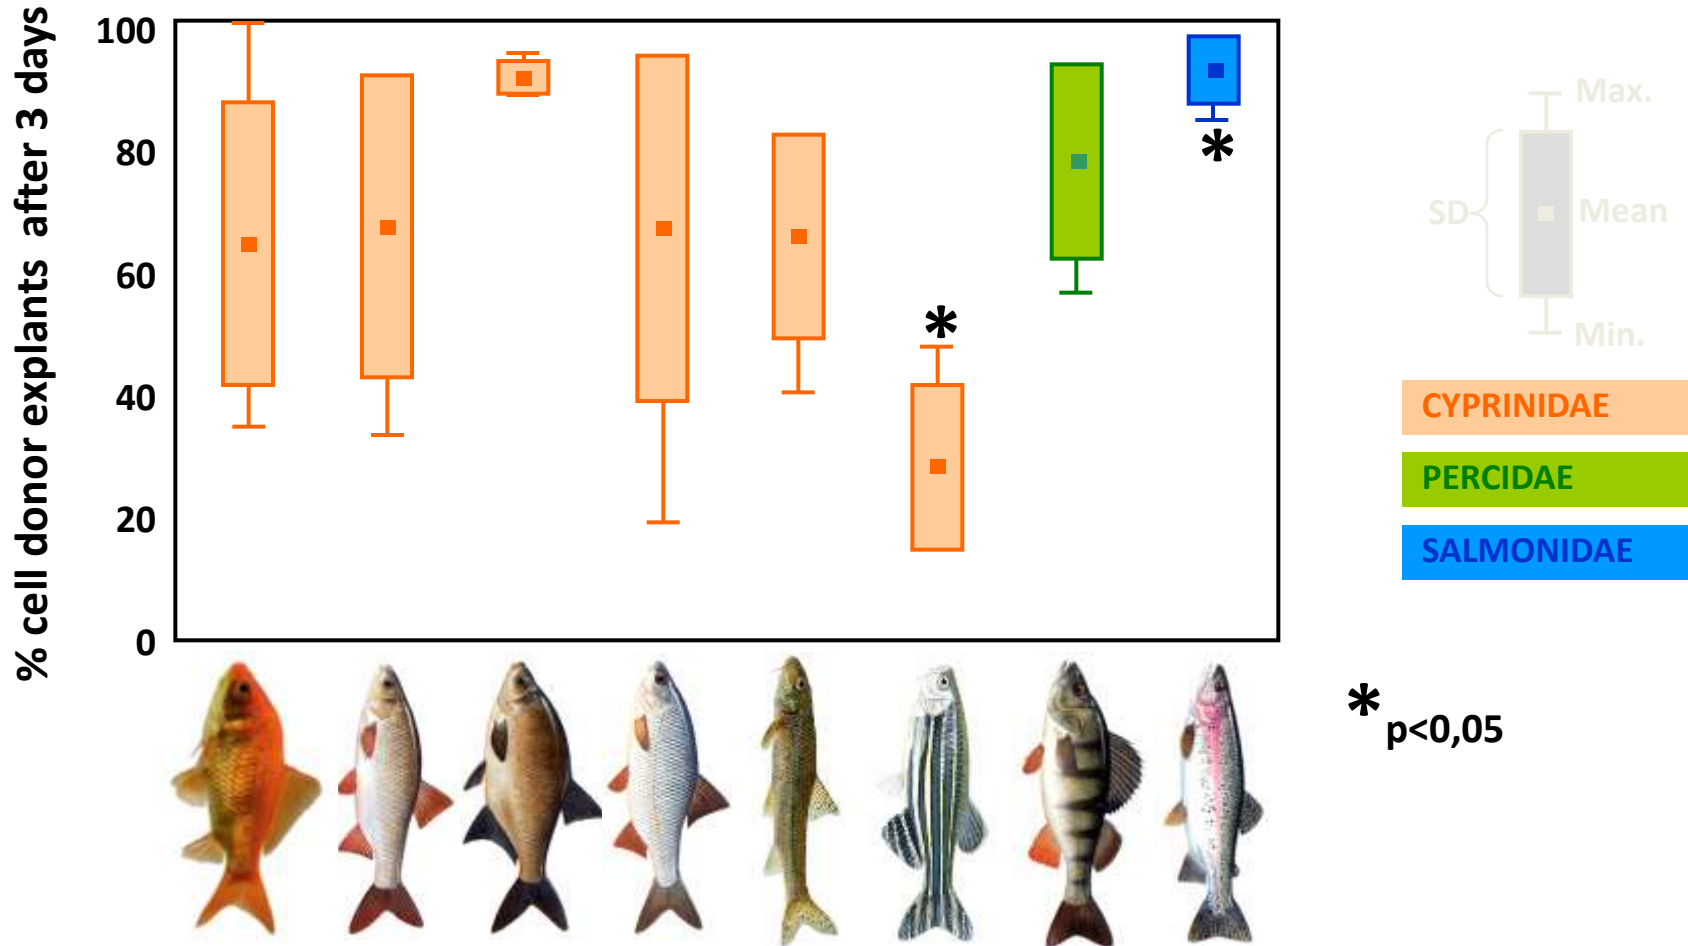 % cell donor explants after 3 days
100
80
60
40
20
0
*
*
Max.
SD
Mean
Min.
CYPRINIDAE
PERCIDAE
SALMONIDAE
* p<0,05